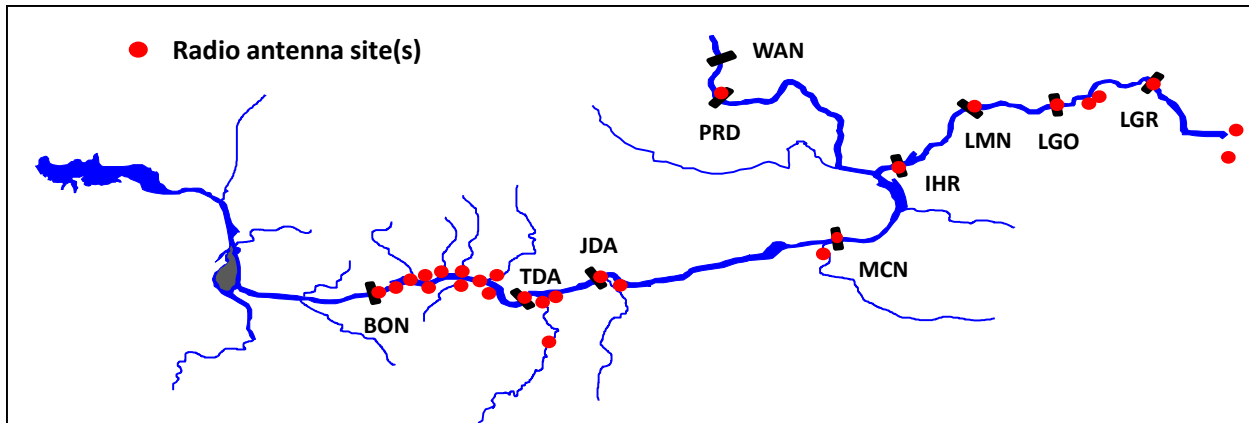 Radio antenna site(s)
WAN
PRD
LMN
LGO
LGR
IHR
JDA
TDA
MCN
BON